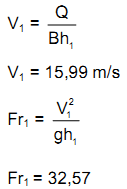 V₁ = Q / Bh₁
V₁ = 15,99 m/s
Fr₁ = V₁² / gh₁
Fr₁ = 32,57